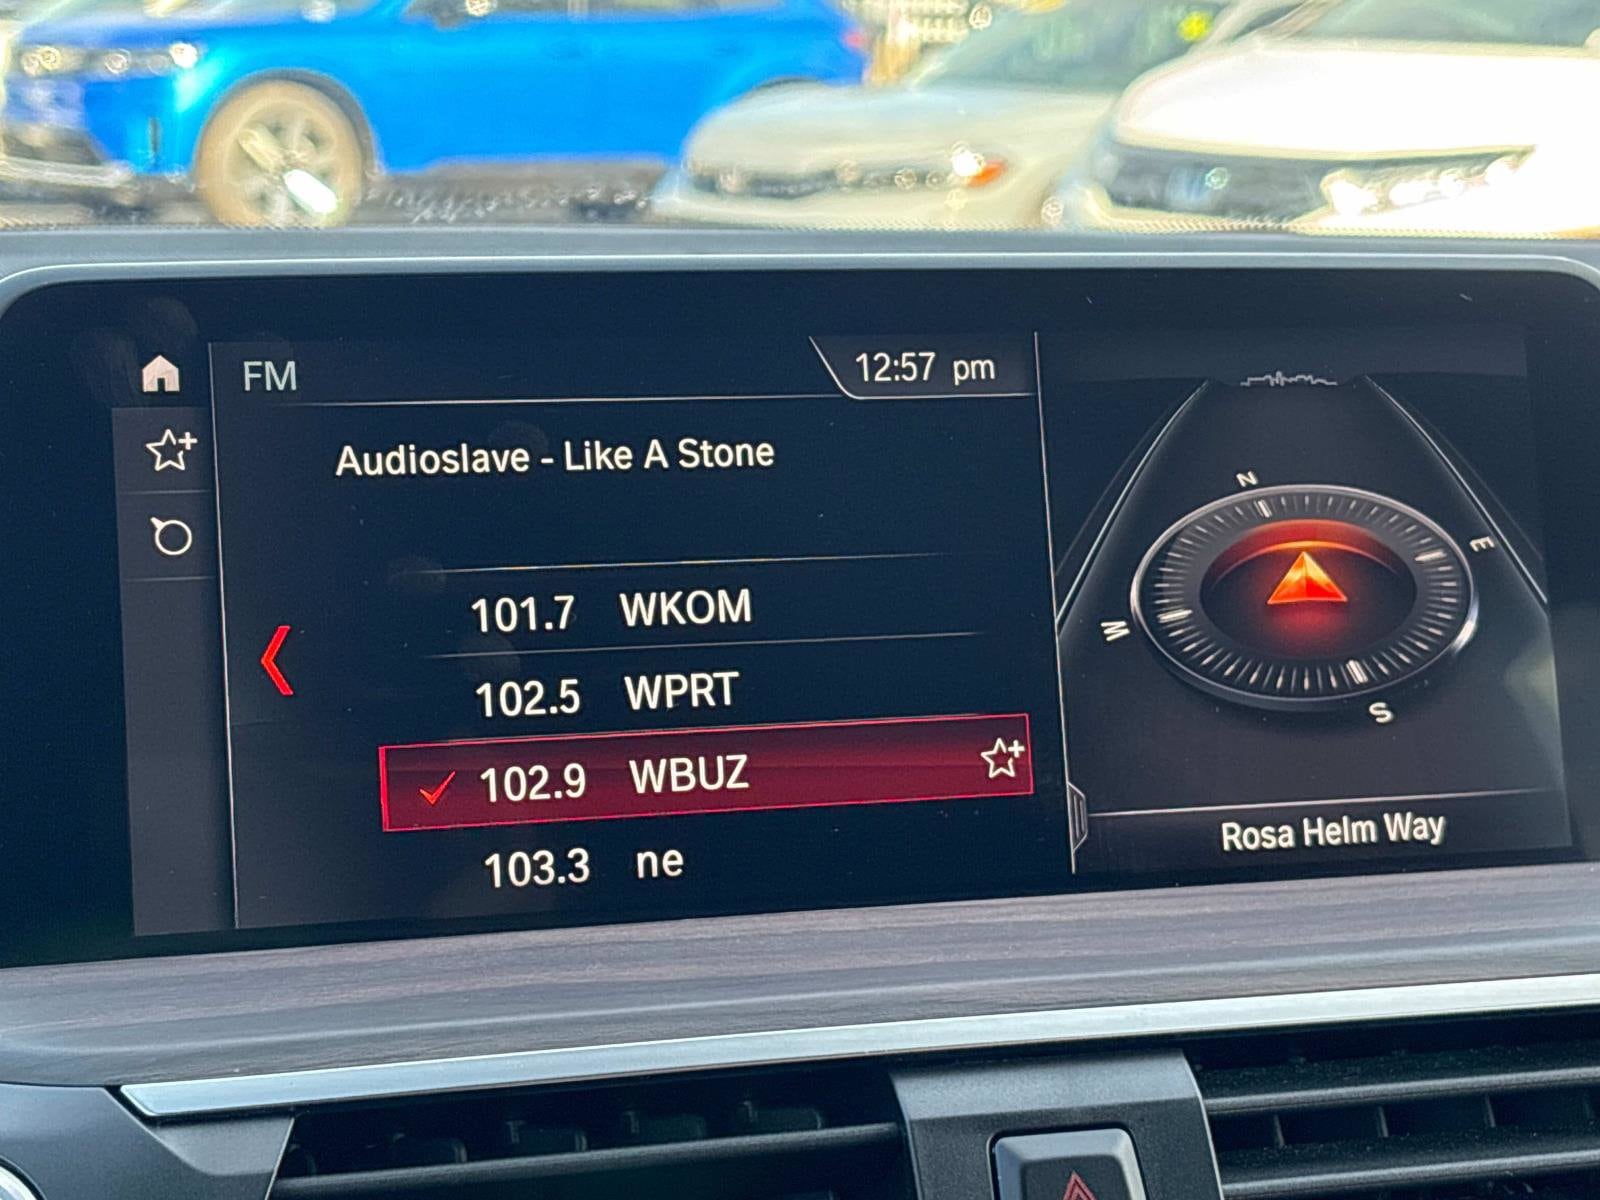 FM
12:57 pm
Audioslave - Like A Stone
101.7 WKOM
102.5 WPRT
102.9 WBUZ
103.3 ne
N
E
W
S
Rosa Helm Way